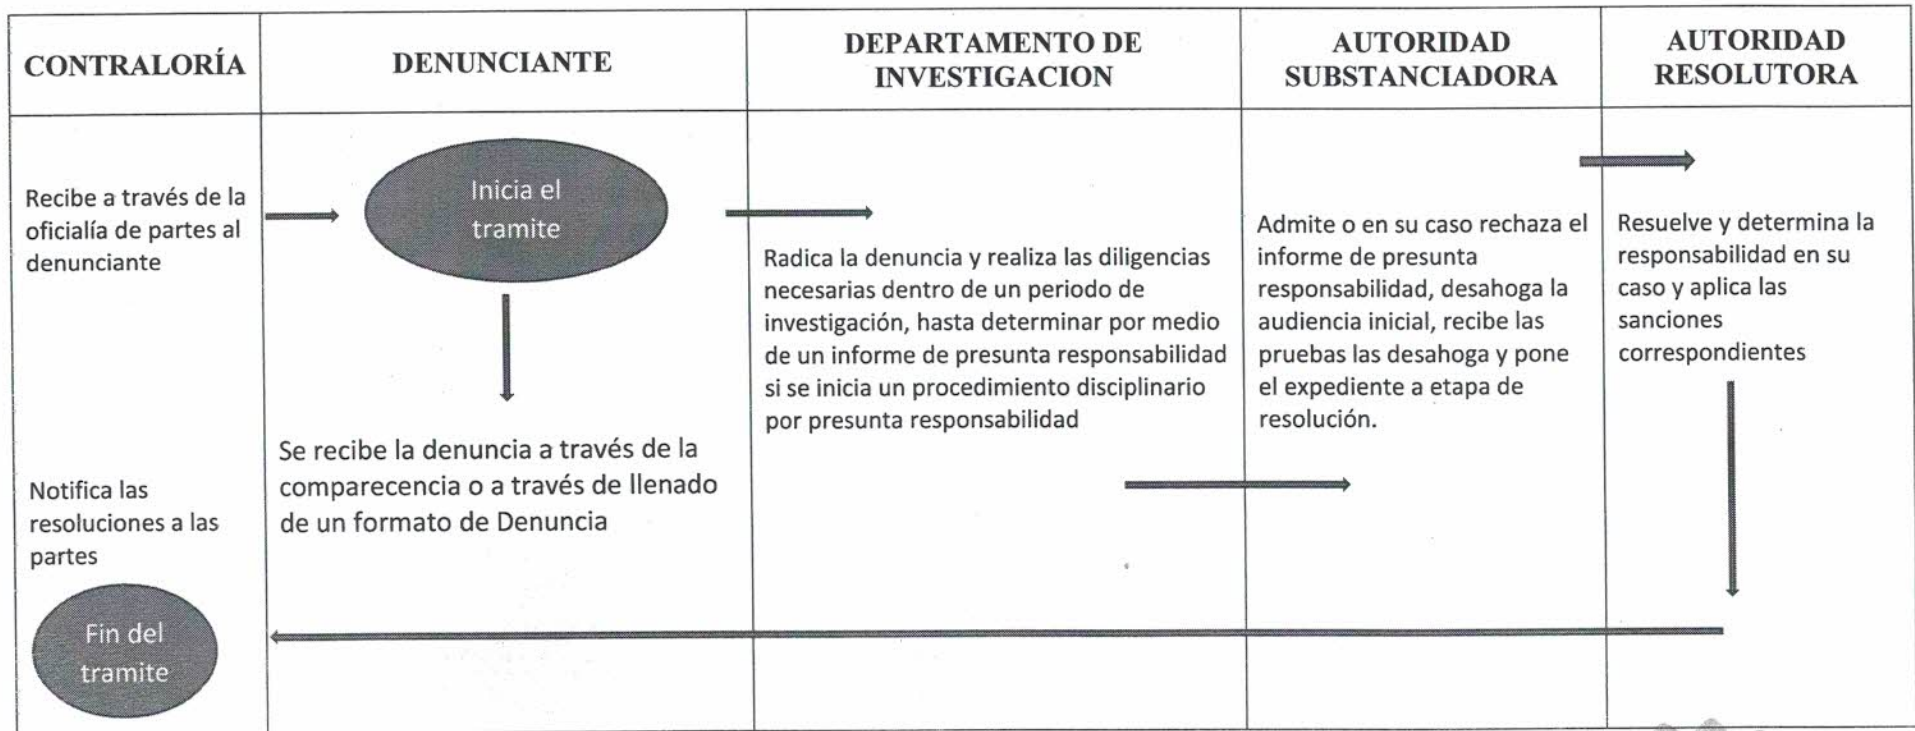 CONTRALORÍA
DENUNCIANTE
DEPARTAMENTO DE
INVESTIGACION
AUTORIDAD
SUBSTANCIADORA
AUTORIDAD
RESOLUTORA
Recibe a través de la
oficialía de partes al
denunciante
Notifica las
resoluciones a las
partes
Fin del
tramite
Inicia el
tramite
Se recibe la denuncia a través de la
comparecencia o a través de llenado
de un formato de Denuncia
Radica la denuncia y realiza las diligencias
necesarias dentro de un periodo de
investigación, hasta determinar por medio
de un informe de presunta responsabilidad
si se inicia un procedimiento disciplinario
por presunta responsabilidad
Admite o en su caso rechaza el
informe de presunta
responsabilidad, desahoga la
audiencia inicial, recibe las
pruebas las desahoga y pone
el expediente a etapa de
resolución.
Resuelve y determina la
responsabilidad en su
caso y aplica las
sanciones
correspondientes